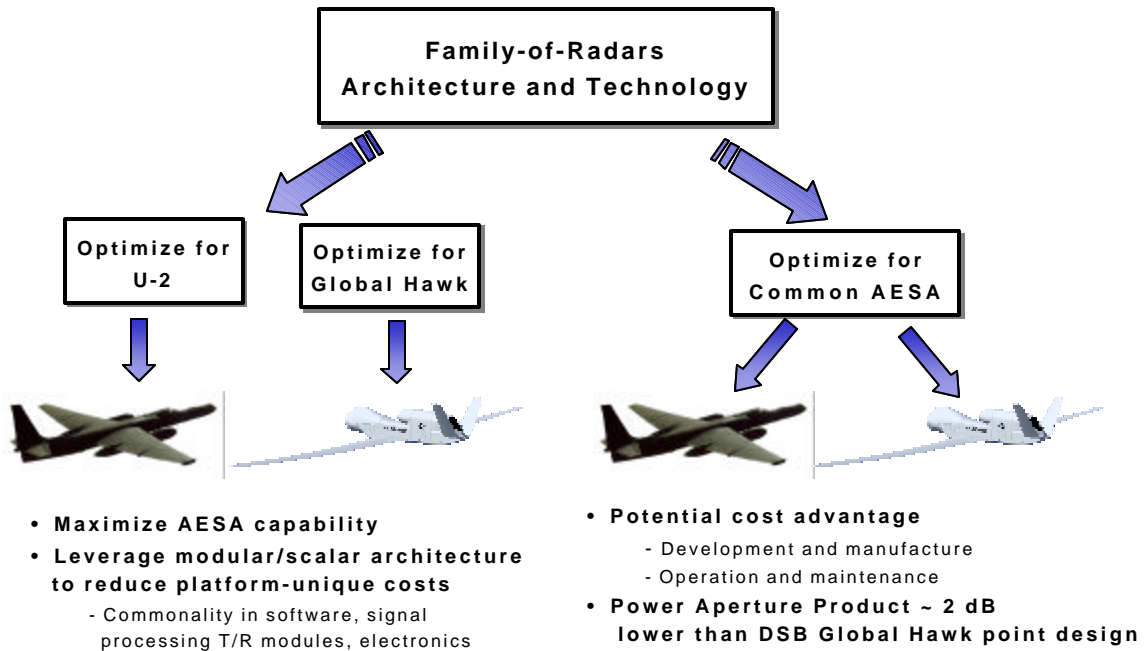 Family-of-Radars
Architecture and Technology
Optimize for
U-2
Optimize for
Global Hawk
Optimize for
Common AESA
• Maximize AESA capability
• Leverage modular/scalar architecture
to reduce platform-unique costs
- Commonality in software, signal
processing T/R modules, electronics
• Potential cost advantage
- Development and manufacture
- Operation and maintenance
• Power Aperture Product ~ 2 dB
lower than DSB Global Hawk point design